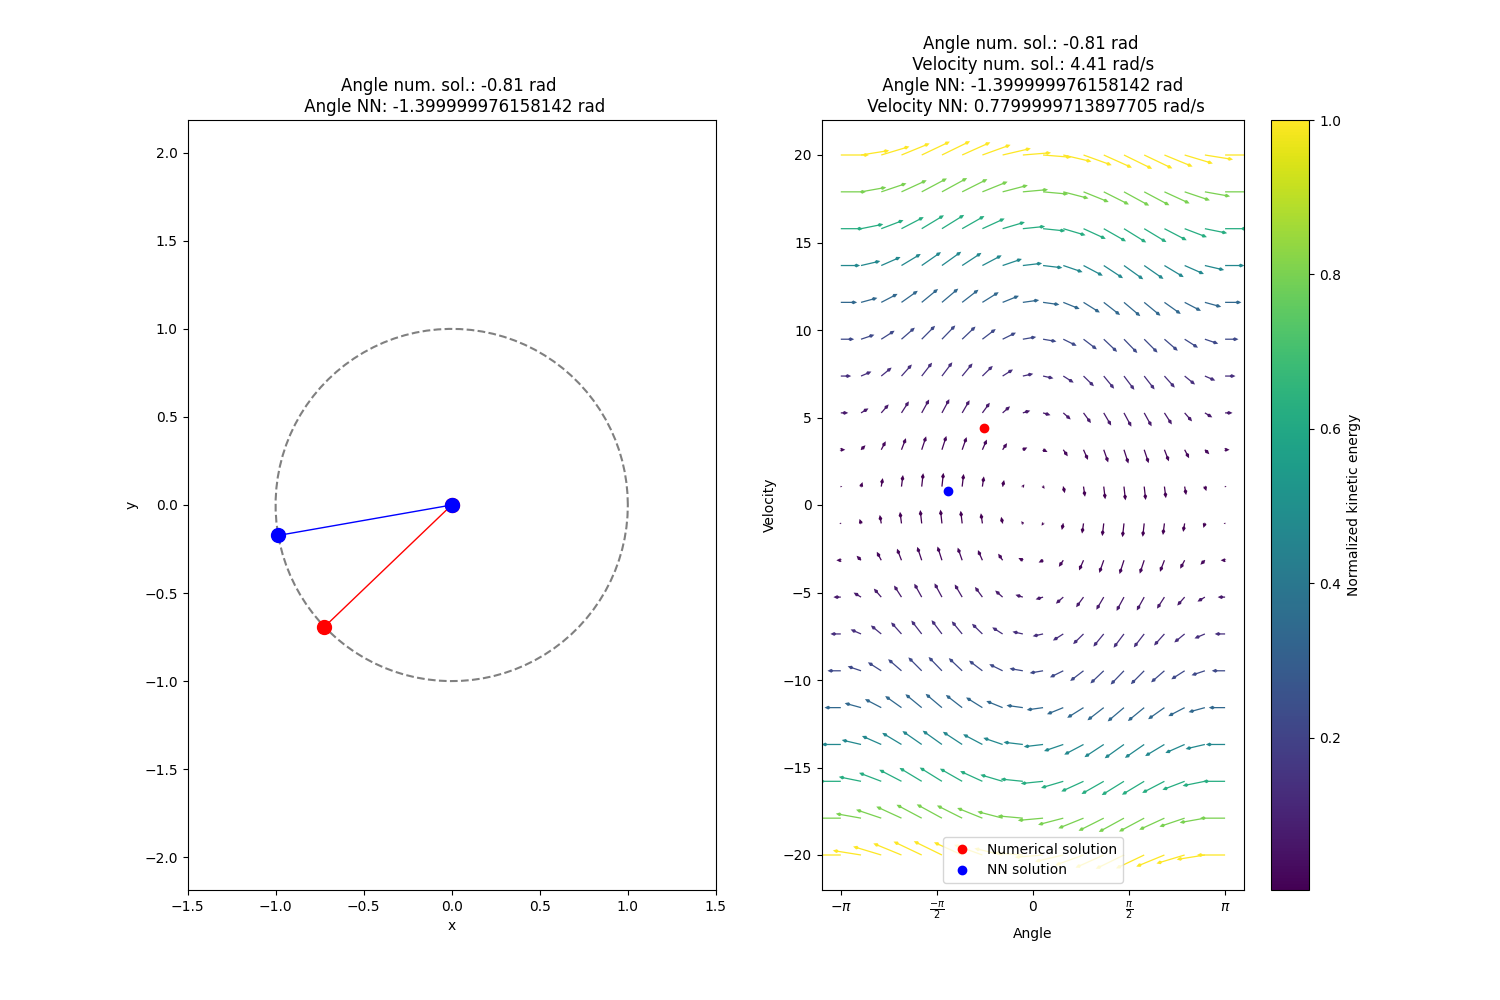 Angle num. sol.: -0.81 rad
Angle NN: -1.399999976158142 rad
2.0
1.5
1.0
0.5
0.0
−0.5
−1.0
−1.5
−2.0
y
−1.5 −1.0 −0.5 0.0 0.5 1.0 1.5
x
Angle num. sol.: -0.81 rad
Velocity num. sol.: 4.41 rad/s
Angle NN: -1.399999976158142 rad
Velocity NN: 0.7799999713897705 rad/s
20
15
10
5
0
−5
−10
−15
−20
Velocity
Numerical solution
NN solution
−π −π/2 0 π/2 π
Angle
1.0
0.8
0.6
0.4
0.2
Normalized kinetic energy